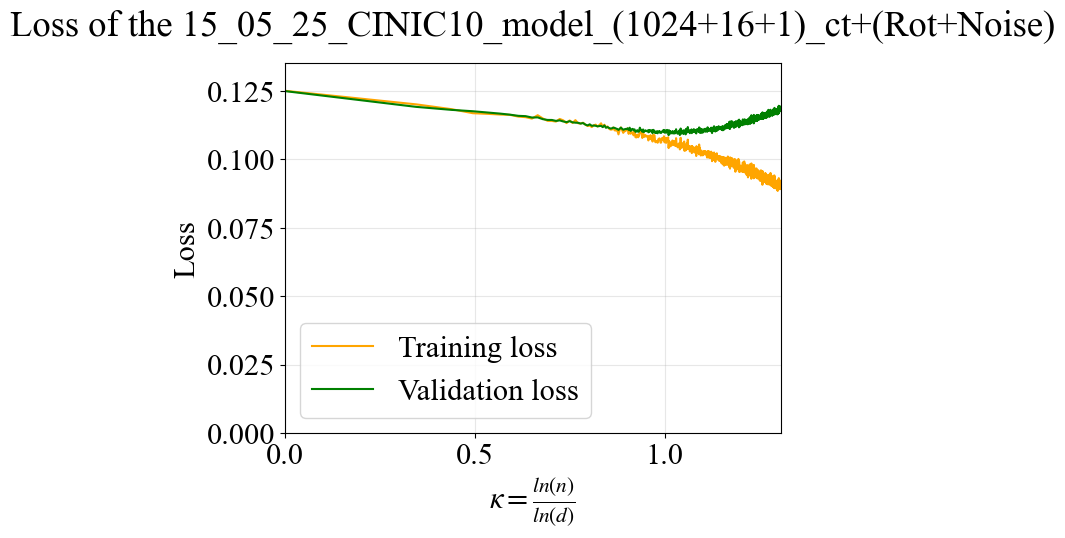 Loss of the 15_05_25_CINIC10_model_(1024+16+1)_ct+(Rot+Noise)
0.125
0.100
0.075
0.050
0.025
0.000
Loss
Training loss
Validation loss
0.0 0.5 1.0
κ = ln(n) / ln(d)